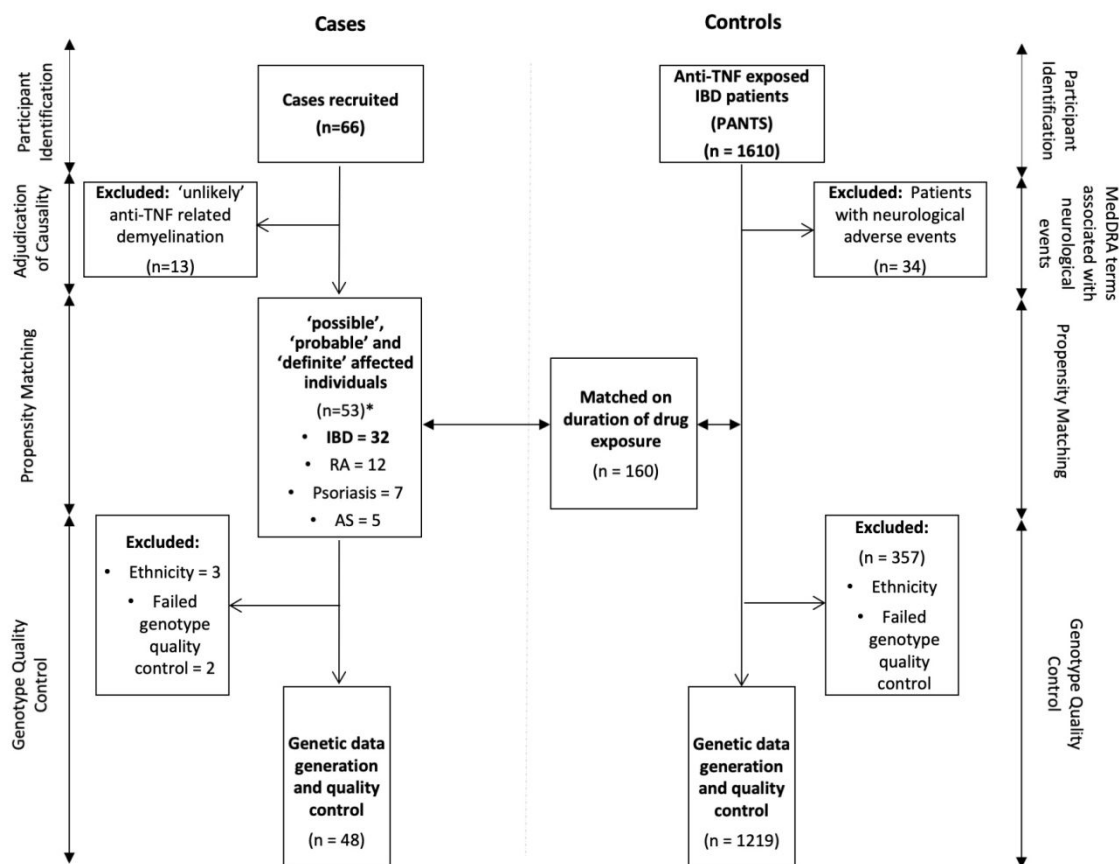 Cases
Controls
Participant
Identification
Cases recruited
(n=66)
Anti-TNF exposed
IBD patients
(PANTS)
(n = 1610)
Participant
Identification
Adjudication
of Causality
Excluded: ‘unlikely’
anti-TNF related
demyelination
(n=13)
Excluded: Patients
with neurological
adverse events
(n= 34)
MedDRA terms
associated with
neurological
events
Propensity Matching
‘possible’,
‘probable’ and
‘definite’ affected
individuals
(n=53)*
• IBD = 32
• RA = 12
• Psoriasis = 7
• AS = 5
Matched on
duration of drug
exposure
(n = 160)
Propensity Matching
Genotype Quality
Control
Excluded:
• Ethnicity = 3
• Failed
genotype
quality
control = 2
Excluded:
(n = 357)
• Ethnicity
• Failed
genotype
quality
control
Genotype Quality
Control
Genetic data
generation
and quality
control
(n = 48)
Genetic data
generation
and quality
control
(n = 1219)